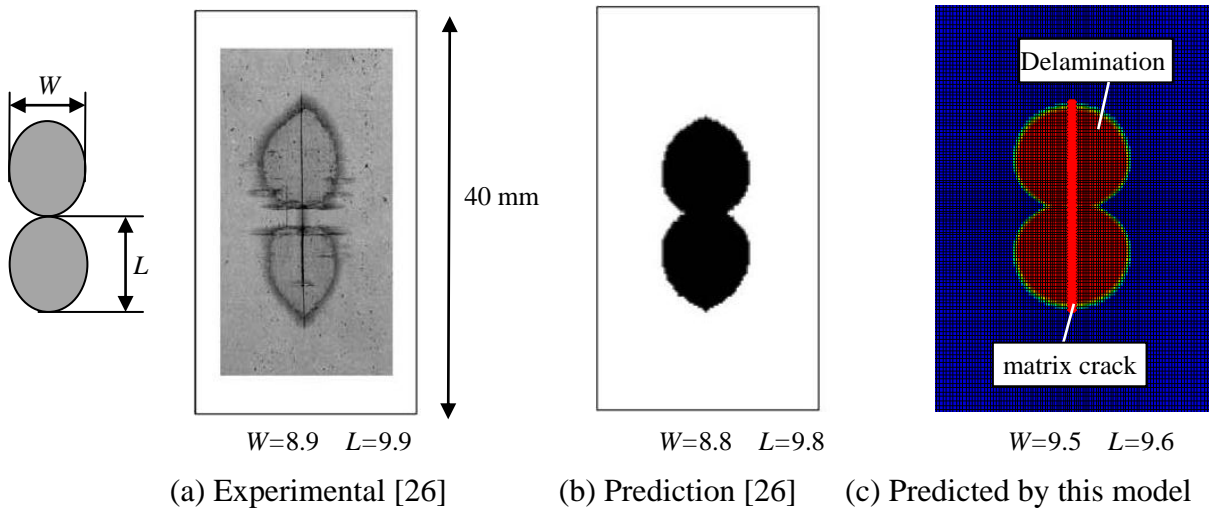 W
L
40 mm
Delamination
matrix crack
W=8.9 L=9.9
W=8.8 L=9.8
W=9.5 L=9.6
(a) Experimental [26]
(b) Prediction [26]
(c) Predicted by this model